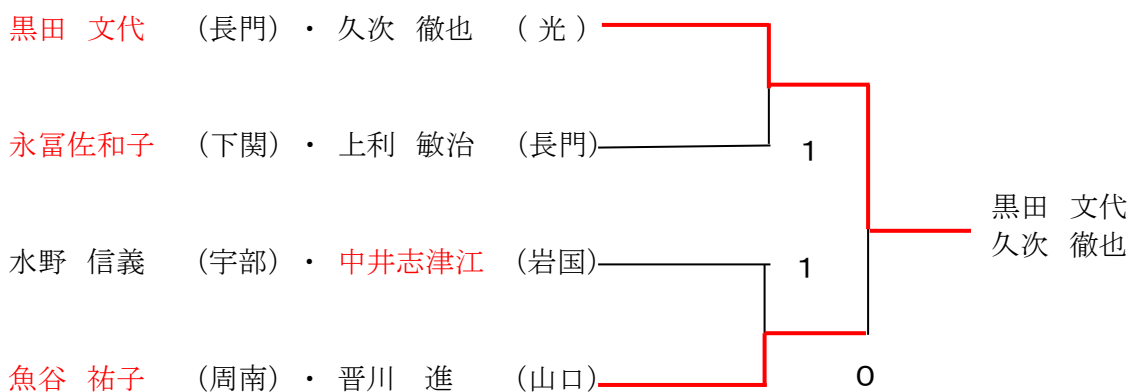 黒田 文代 (長門)・ 久次 徹也 (光)
永冨佐和子 (下関)・ 上利 敏治 (長門)
1
黒田 文代
久次 徹也
水野 信義 (宇部)・ 中井志津江 (岩国)
1
魚谷 祐子 (周南)・ 晋川 進 (山口)
0